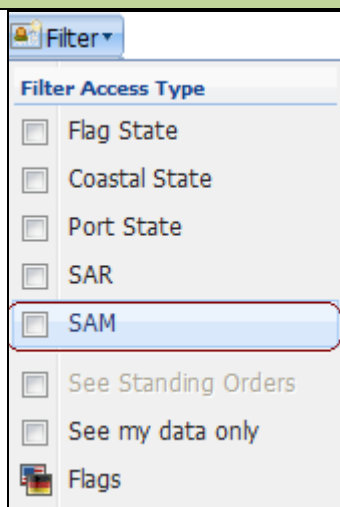 Filter
Filter Access Type
Flag State
Coastal State
Port State
SAR
SAM
See Standing Orders
See my data only
Flags